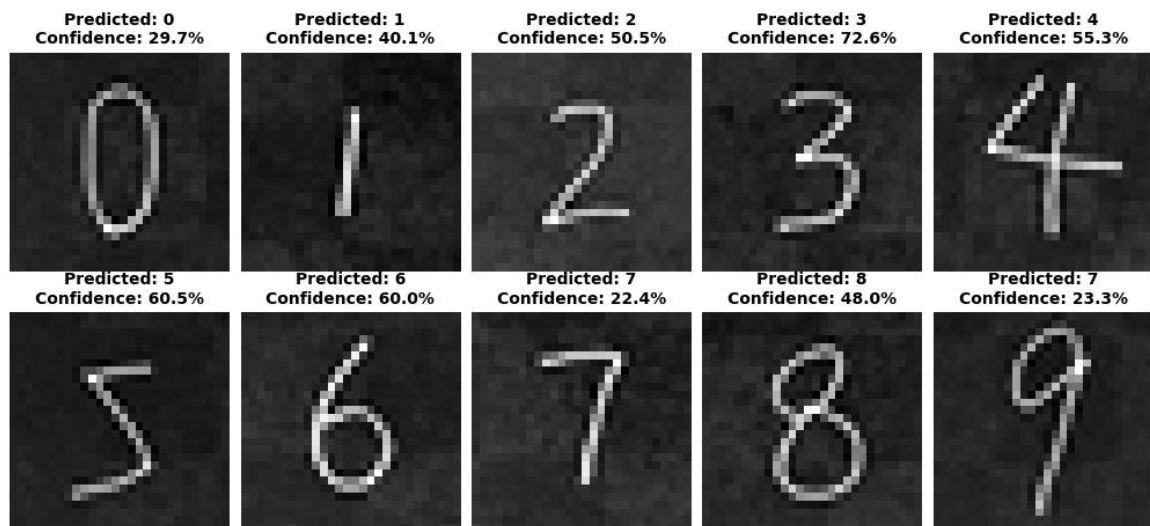 Predicted: 0 Predicted: 1 Predicted: 2 Predicted: 3 Predicted: 4
Confidence: 29.7% Confidence: 40.1% Confidence: 50.5% Confidence: 72.6% Confidence: 55.3%
0 1 2 3 4
Predicted: 5 Predicted: 6 Predicted: 7 Predicted: 8 Predicted: 7
Confidence: 60.5% Confidence: 60.0% Confidence: 22.4% Confidence: 48.0% Confidence: 23.3%
5 6 7 8 9